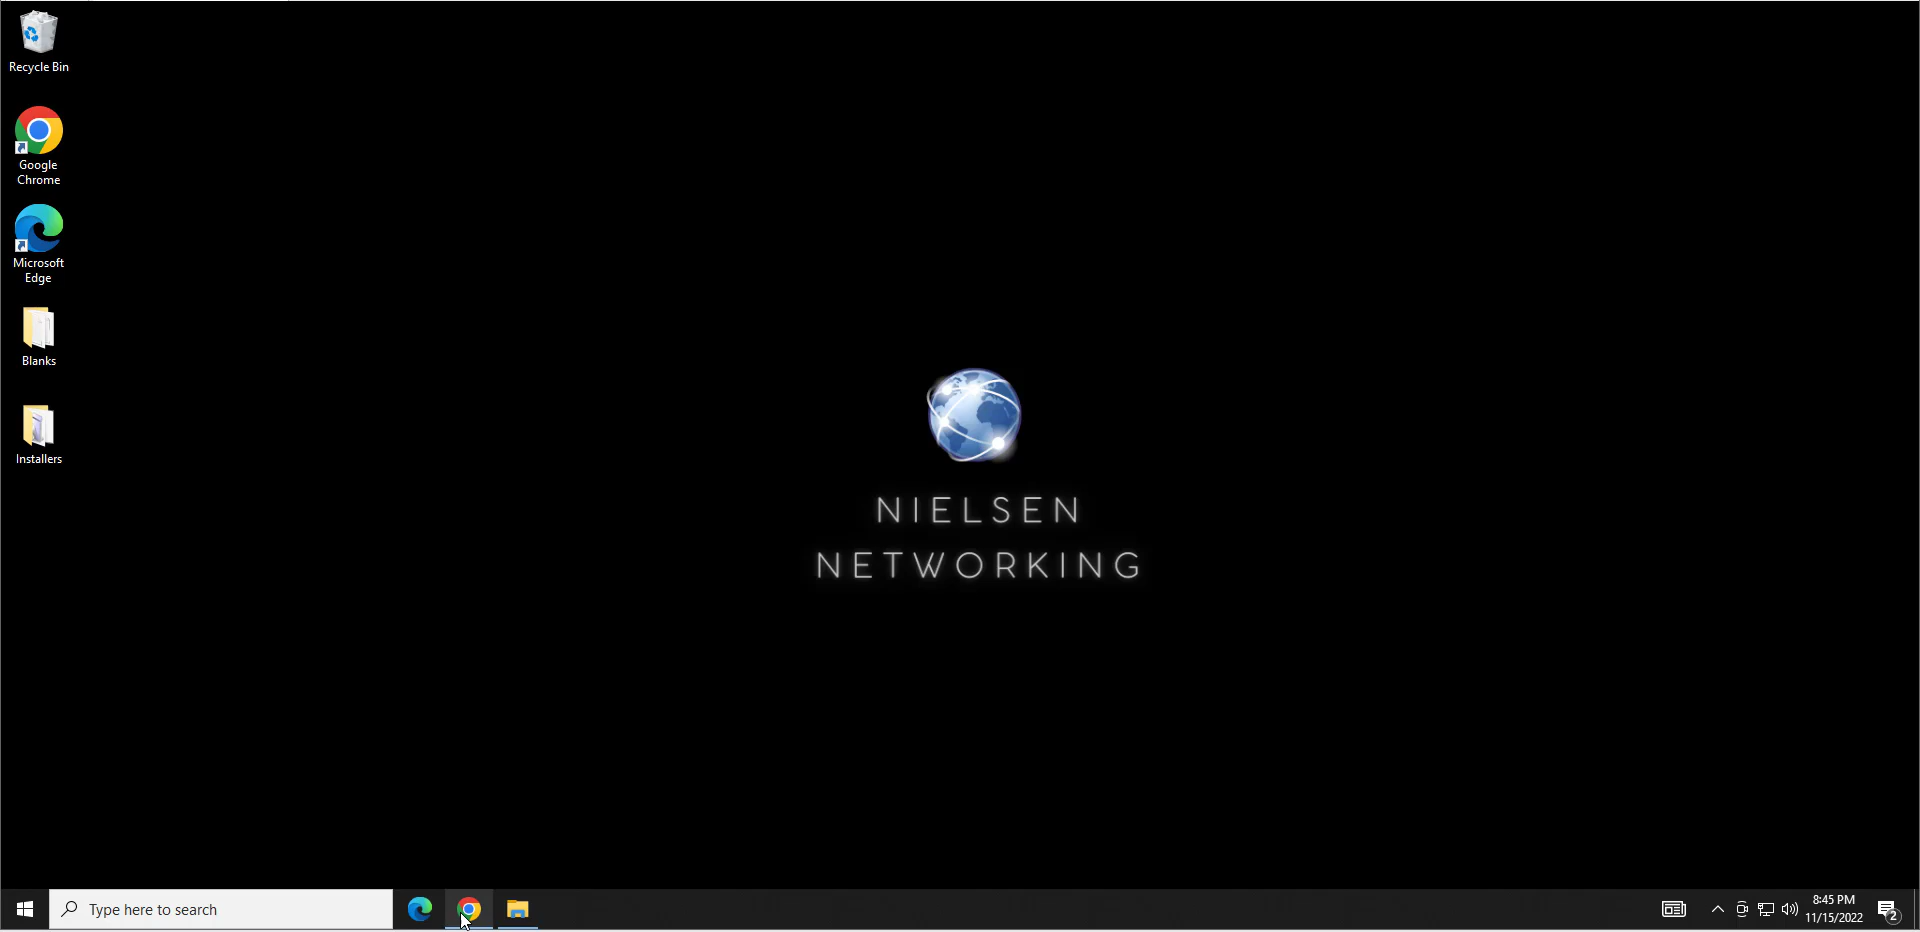 Recycle Bin
Google
Chrome
Microsoft
Edge
Blanks
Installers
NIELSEN
NETWORKING
Type here to search
8:45 PM
11/15/2022
2